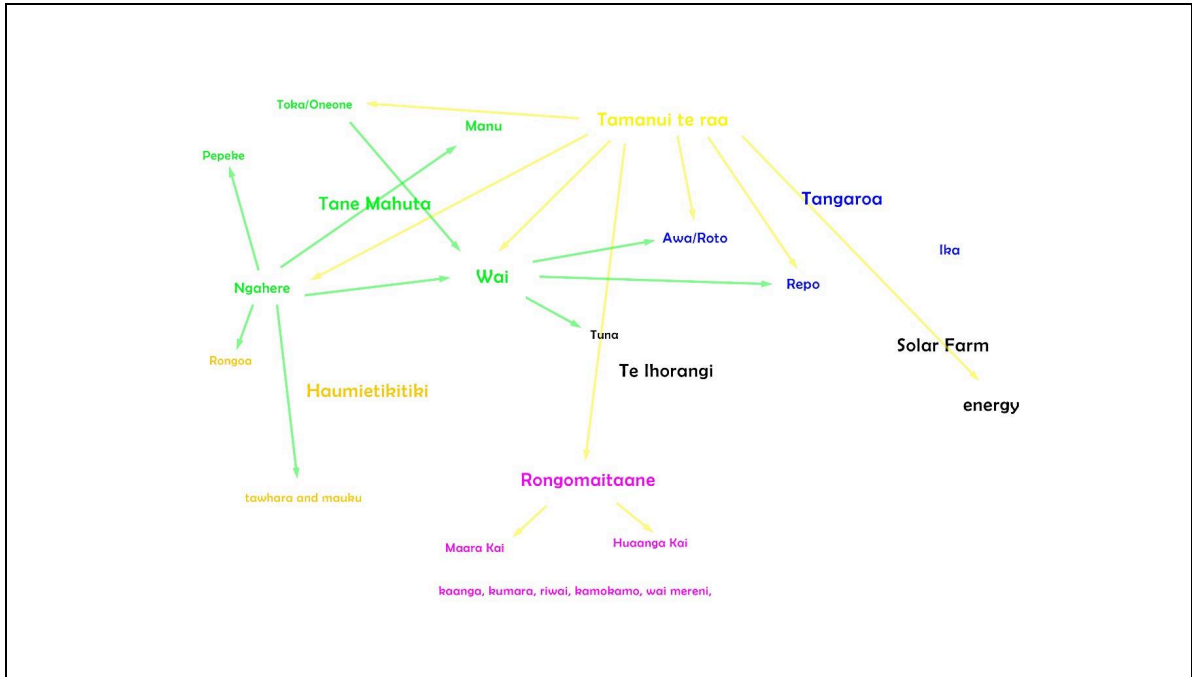 Toka/Oneone
Tamanui te raa
Manu
Pepeke
Tane Mahuta
Tangaroa
Awa/Roto
Ika
Wai
Ngahere
Repo
Tuna
Solar Farm
Rongoa
Te Ihorangi
Haumietikitiki
energy
Rongomaitaane
tawhara and mauku
Maara Kai
Huaanga Kai
kaanga, kumara, riwai, kamokamo, wai mereni,